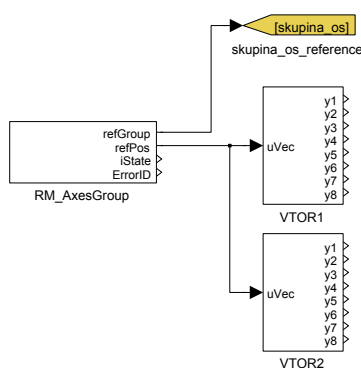 [skupina_os]
skupina_os_reference
refGroup
refPos
iState
ErrorID
RM_AxesGroup
uVec
y1
y2
y3
y4
y5
y6
y7
y8
VTOR1
uVec
y1
y2
y3
y4
y5
y6
y7
y8
VTOR2